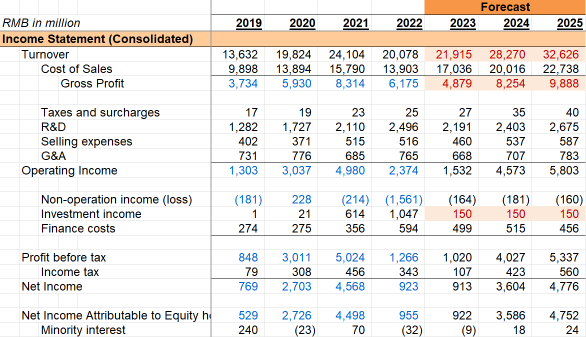 Forecast
RMB in million 2019 2020 2021 2022 2023 2024 2025
Income Statement (Consolidated)
Turnover 13,632 19,824 24,104 20,078 21,915 28,270 32,626
Cost of Sales 9,898 13,894 15,790 13,903 17,036 20,016 22,738
Gross Profit 3,734 5,930 8,314 6,175 4,879 8,254 9,888
Taxes and surcharges 17 19 23 25 27 35 40
R&D 1,282 1,727 2,110 2,496 2,191 2,403 2,675
Selling expenses 402 371 515 516 460 537 587
G&A 731 776 685 765 668 707 783
Operating Income 1,303 3,037 4,980 2,374 1,532 4,573 5,803
Non-operation income (loss) (181) 228 (214) (1,561) (164) (181) (160)
Investment income 1 21 614 1,047 150 150 150
Finance costs 274 275 356 594 499 515 456
Profit before tax 848 3,011 5,024 1,266 1,020 4,027 5,337
Income tax 79 308 456 343 107 423 560
Net Income 769 2,703 4,568 923 913 3,604 4,776
Net Income Attributable to Equity h 529 2,726 4,498 955 922 3,586 4,752
Minority interest 240 (23) 70 (32) (9) 18 24